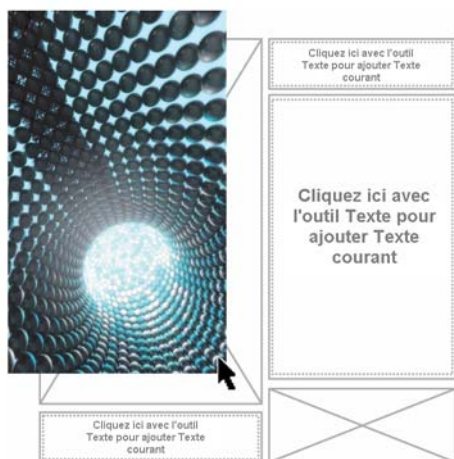 Cliquez ici avec l'outil
Texte pour ajouter Texte
courant
Cliquez ici avec
l'outil Texte pour
ajouter Texte
courant
Cliquez ici avec l'outil
Texte pour ajouter Texte
courant